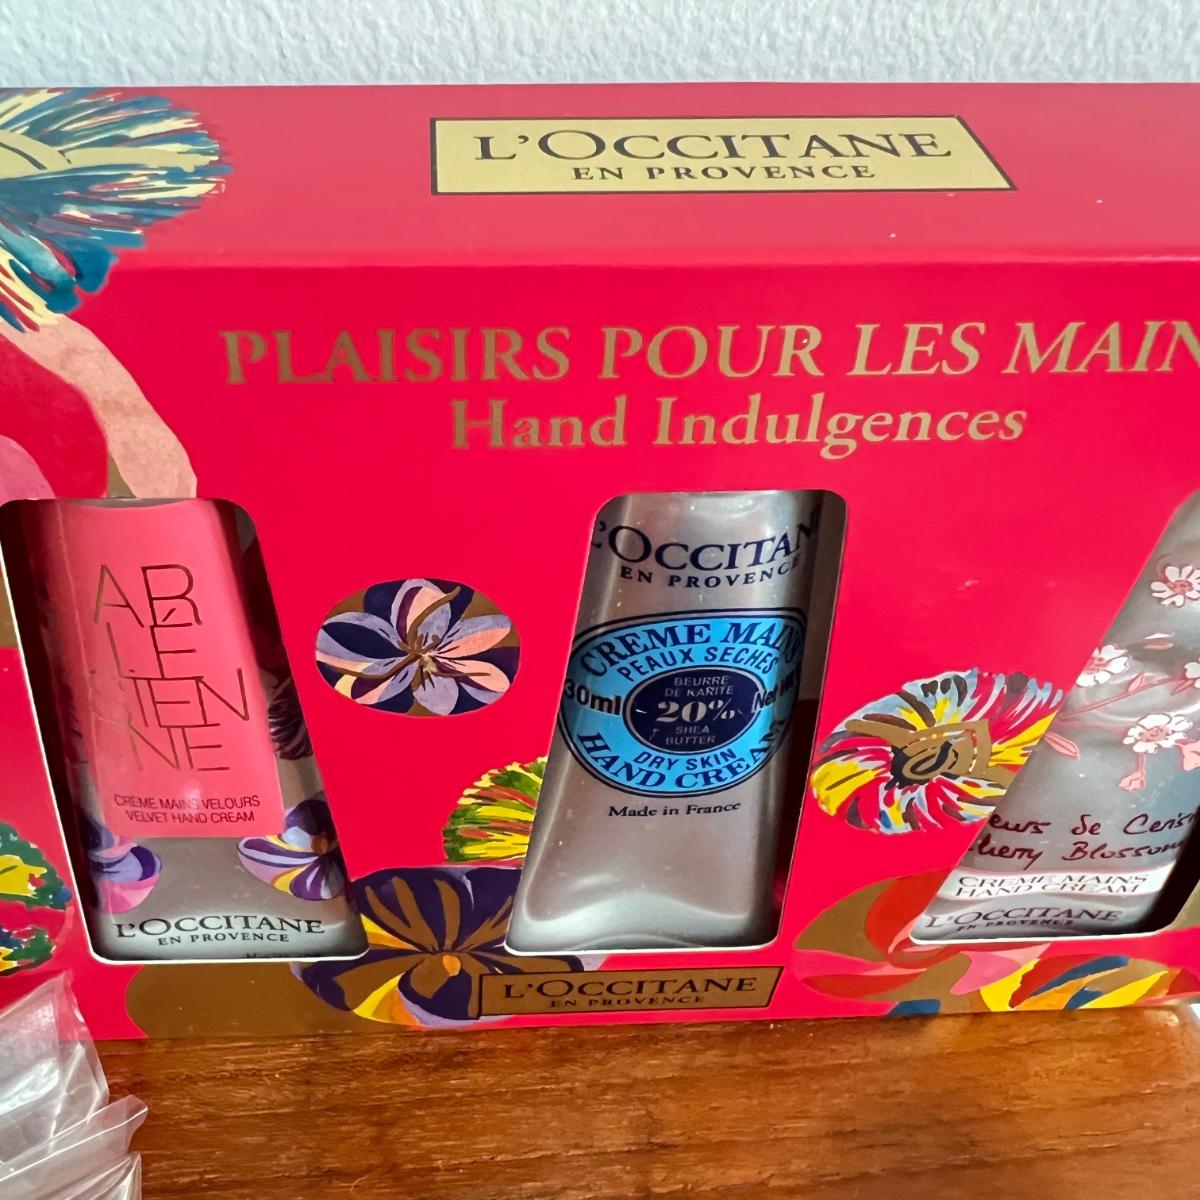 L'OCCITANE
EN PROVENCE
PLAISIRS POUR LES MAIN
Hand Indulgences
AR
LÉ
SIEN
NE
CRÈME MAINS VELOURS
VELVET HAND CREAM
L'OCCITANE
EN PROVENCE
L'OCCITAN
EN PROVENCE
CREME MAINS
PEAUX SECHES
30ml
BEURRE
DE KARITE
20%
SHEA
BUTTER
DRY SKIN
HAND CREAM
Made in France
eurs de Ceris
herry Blossom
CREME MAINS
HAND CREAM
L'OCCITANE
EN PROVENCE
L'OCCITANE
EN PROVENCE